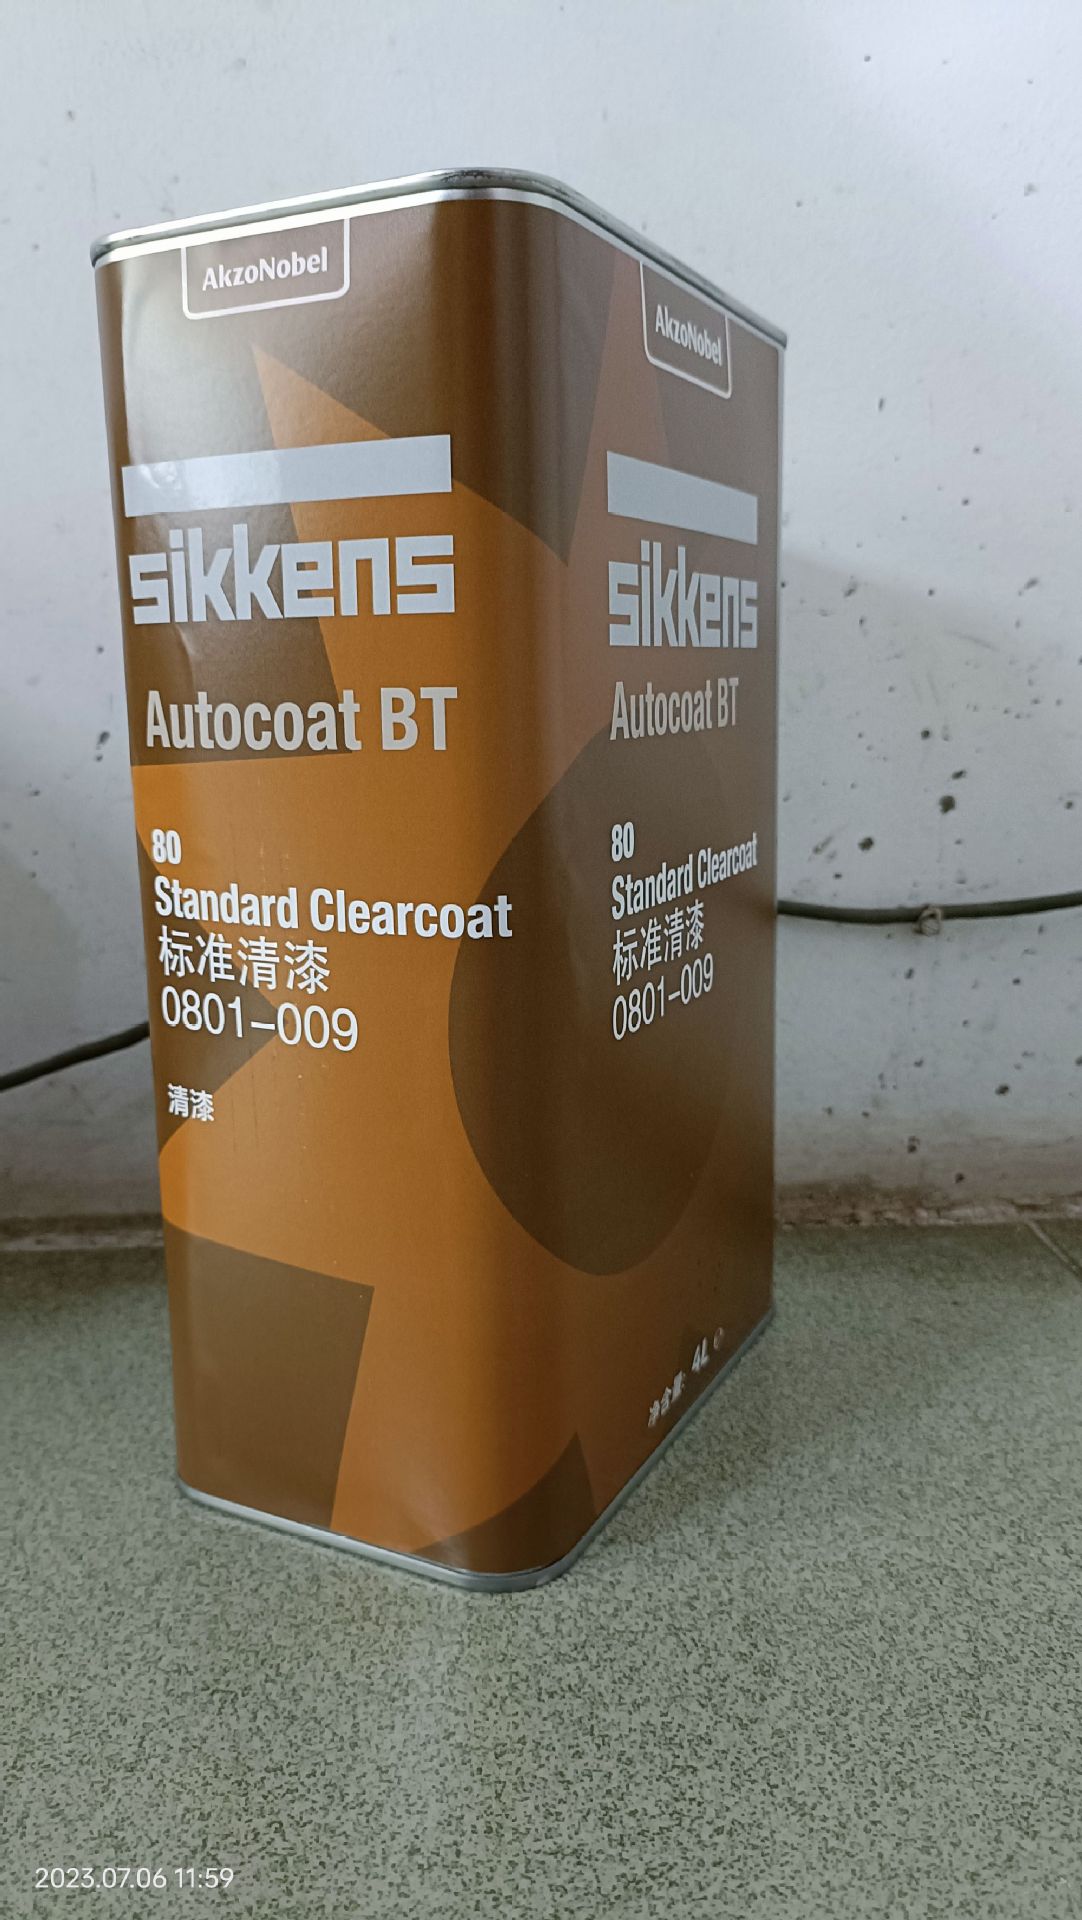 AkzoNobel
sikkens
Autocoat BT
80
Standard Clearcoat
标准清漆
0801-009
清漆
AkzoNobel
sikkens
Autocoat BT
80
Standard Clearcoat
标准清漆
0801-009
净含量: 4L e
2023.07.06 11:59